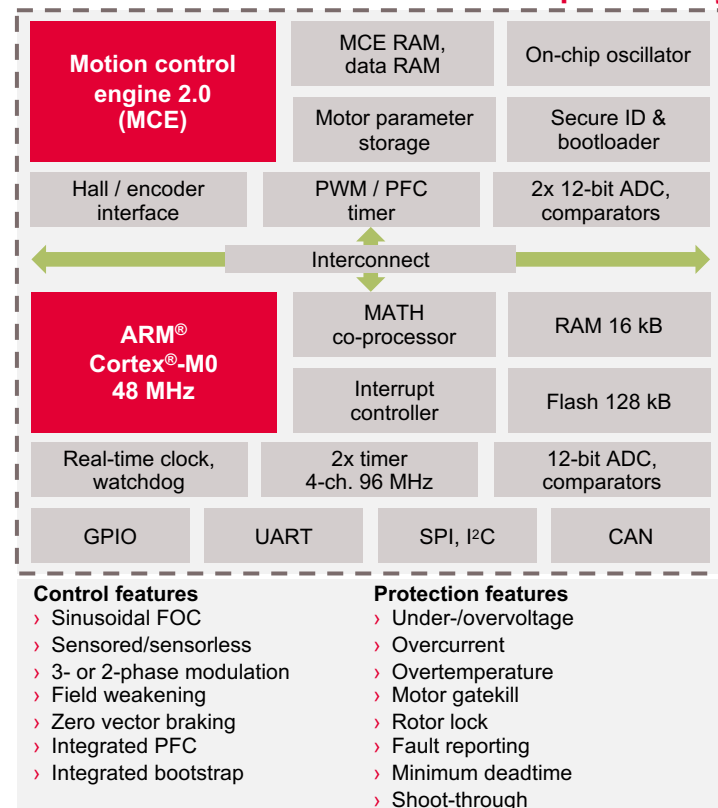 Motion control
engine 2.0
(MCE)
MCE RAM,
data RAM
On-chip oscillator
Motor parameter
storage
Secure ID &
bootloader
Hall / encoder
interface
PWM / PFC
timer
2x 12-bit ADC,
comparators
Interconnect
ARM®
Cortex®-M0
48 MHz
MATH
co-processor
RAM 16 kB
Interrupt
controller
Flash 128 kB
Real-time clock,
watchdog
2x timer
4-ch. 96 MHz
12-bit ADC,
comparators
GPIO
UART
SPI, I²C
CAN
Control features
› Sinusoidal FOC
› Sensored/sensorless
› 3- or 2-phase modulation
› Field weakening
› Zero vector braking
› Integrated PFC
› Integrated bootstrap
Protection features
› Under-/overvoltage
› Overcurrent
› Overtemperature
› Motor gatekill
› Rotor lock
› Fault reporting
› Minimum deadtime
› Shoot-through